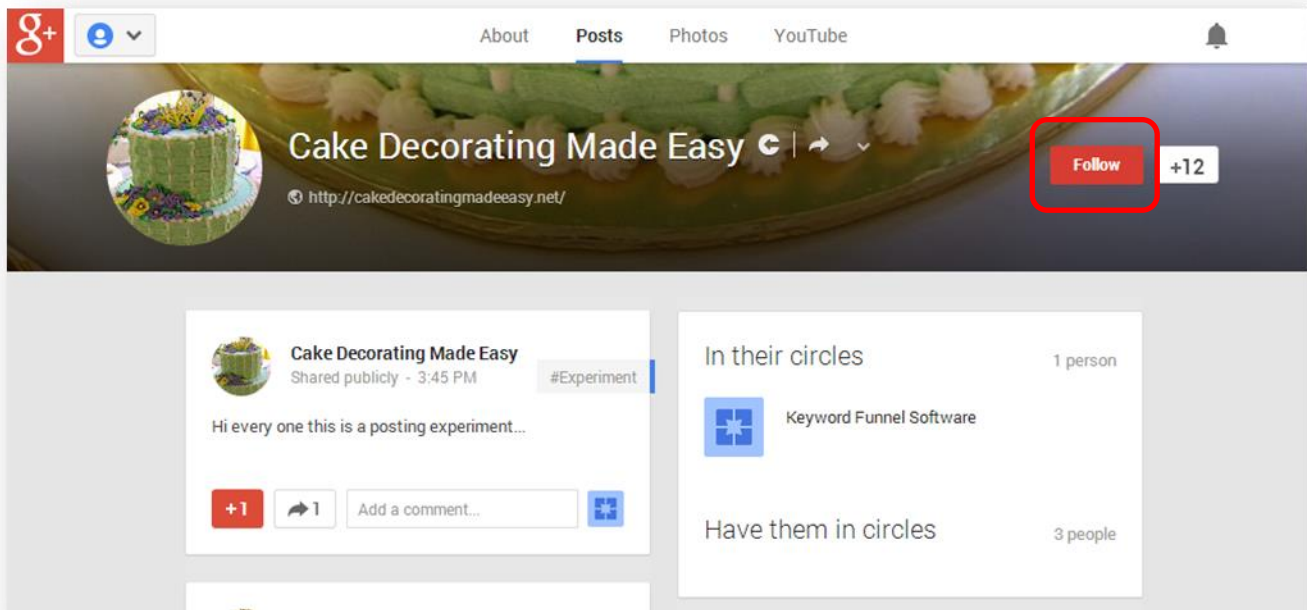 g+
About Posts Photos YouTube
Cake Decorating Made Easy
http://cakedecoratingmadeeasy.net/
Follow +12
Cake Decorating Made Easy
Shared publicly - 3:45 PM
#Experiment
Hi every one this is a posting experiment...
+1 1 Add a comment...
In their circles 1 person
Keyword Funnel Software
Have them in circles 3 people